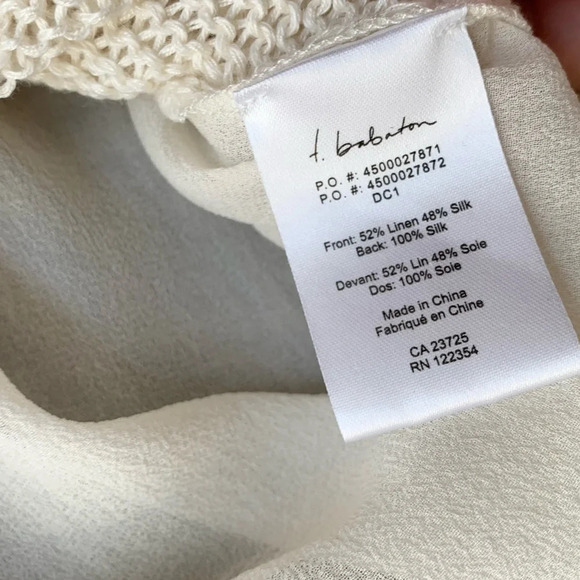 t. babaton
P.O. #: 4500027871
P.O. #: 4500027872
DC1
Front: 52% Linen 48% Silk
Back: 100% Silk
Devant: 52% Lin 48% Soie
Dos: 100% Soie
Made in China
Fabriqué en Chine
CA 23725
RN 122354